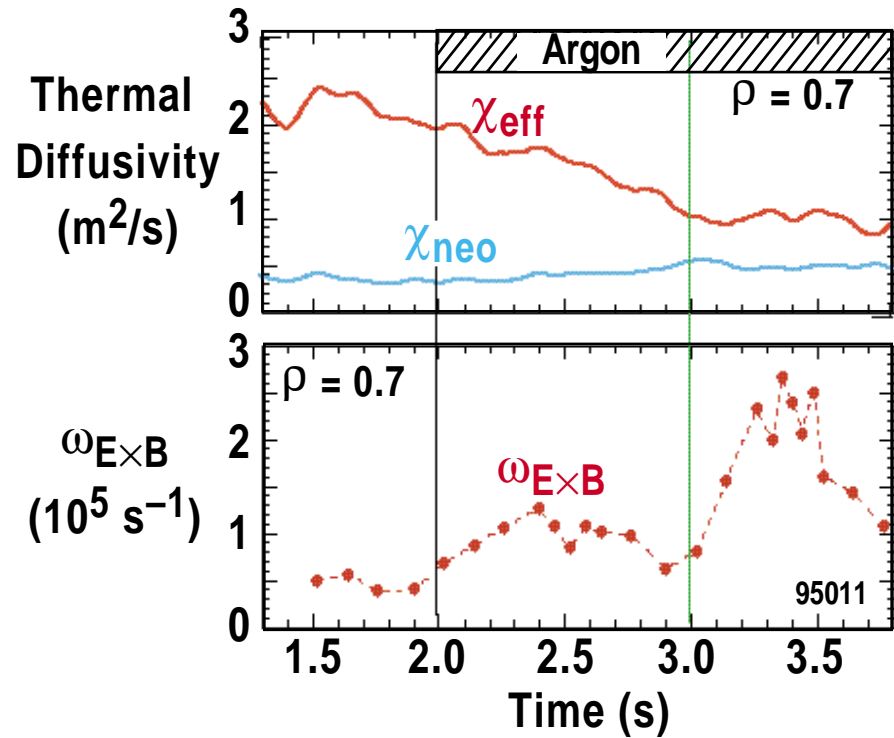 3
Argon
Thermal
Diffusivity
(m²/s)
ρ = 0.7
χeff
2
1
χneo
0
3
ρ = 0.7
ωE×B
(10⁵ s⁻¹)
2
ωE×B
1
95011
0
1.5 2.0 2.5 3.0 3.5
Time (s)